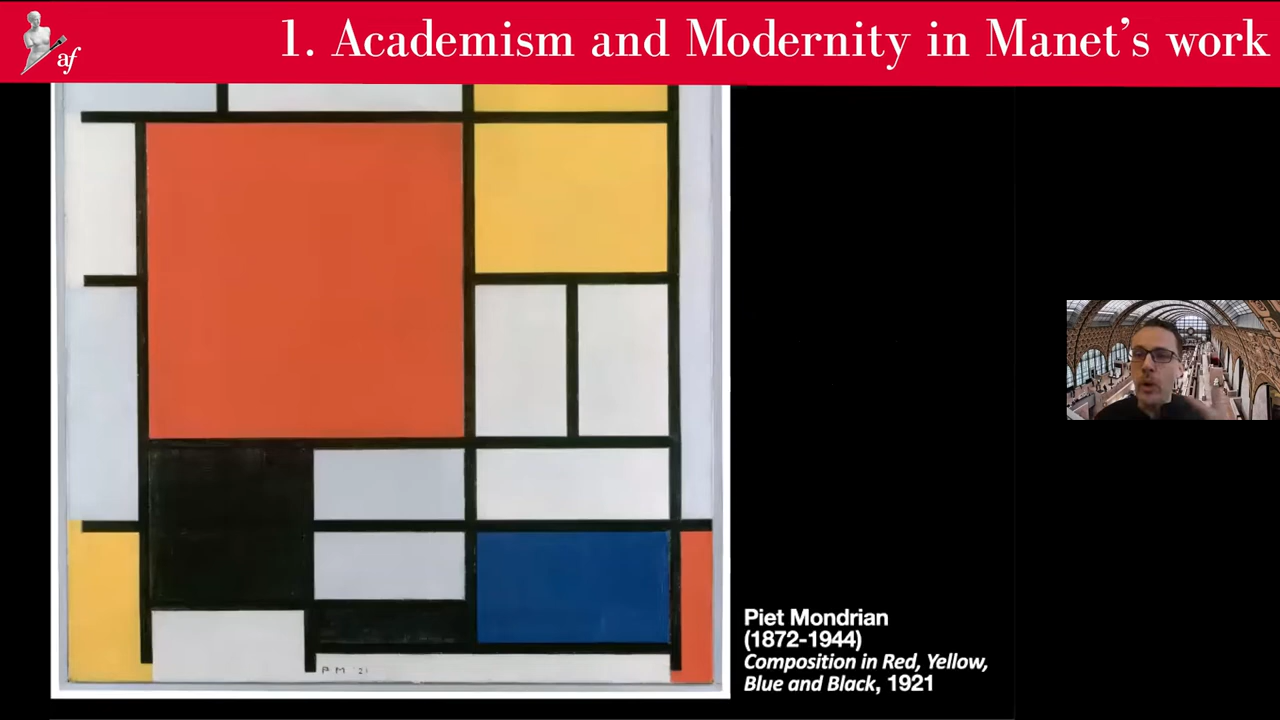 af
1. Academism and Modernity in Manet's work
P M '21
Piet Mondrian
(1872-1944)
Composition in Red, Yellow,
Blue and Black, 1921